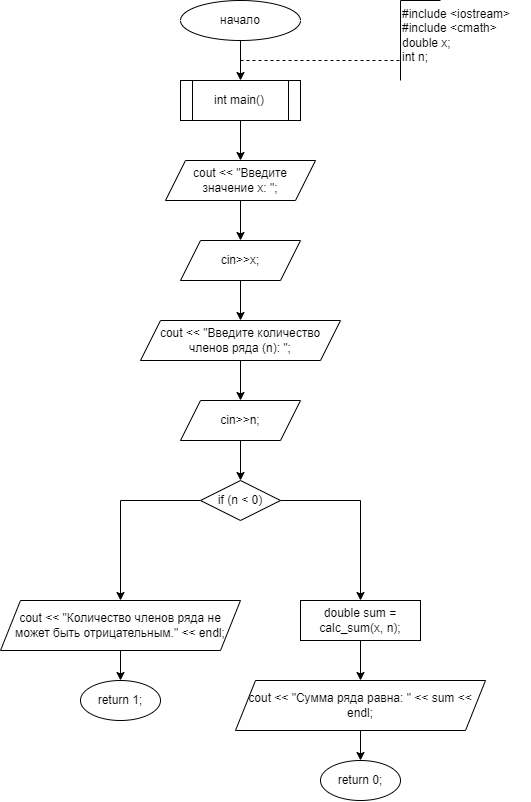 начало
#include <iostream>
#include <cmath>
double x;
int n;
int main()
cout << "Введите
значение x: ";
cin>>x;
cout << "Введите количество
членов ряда (n): ";
cin>>n;
if (n < 0)
cout << "Количество членов ряда не
может быть отрицательным." << endl;
double sum =
calc_sum(x, n);
return 1;
cout << "Сумма ряда равна: " << sum <<
endl;
return 0;